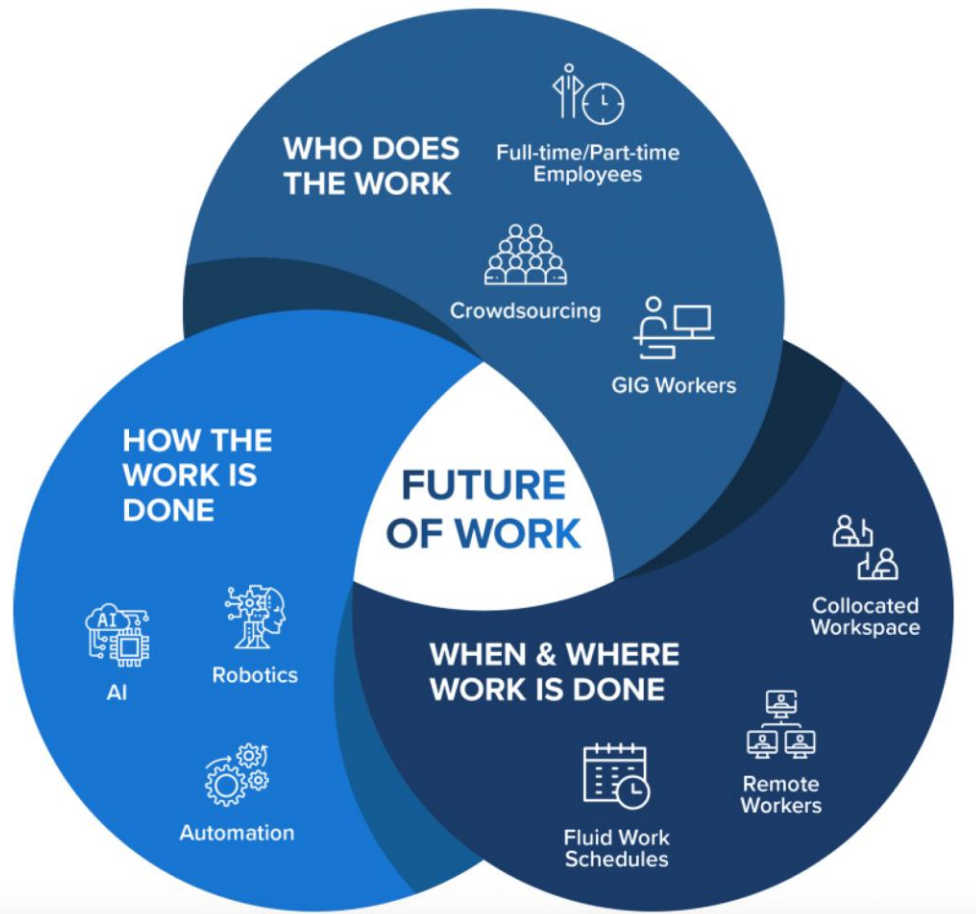 WHO DOES
THE WORK
Full-time/Part-time
Employees
Crowdsourcing
GIG Workers
HOW THE
WORK IS
DONE
AI
AI
Robotics
Automation
FUTURE
OF WORK
WHEN & WHERE
WORK IS DONE
Collocated
Workspace
Remote
Workers
Fluid Work
Schedules